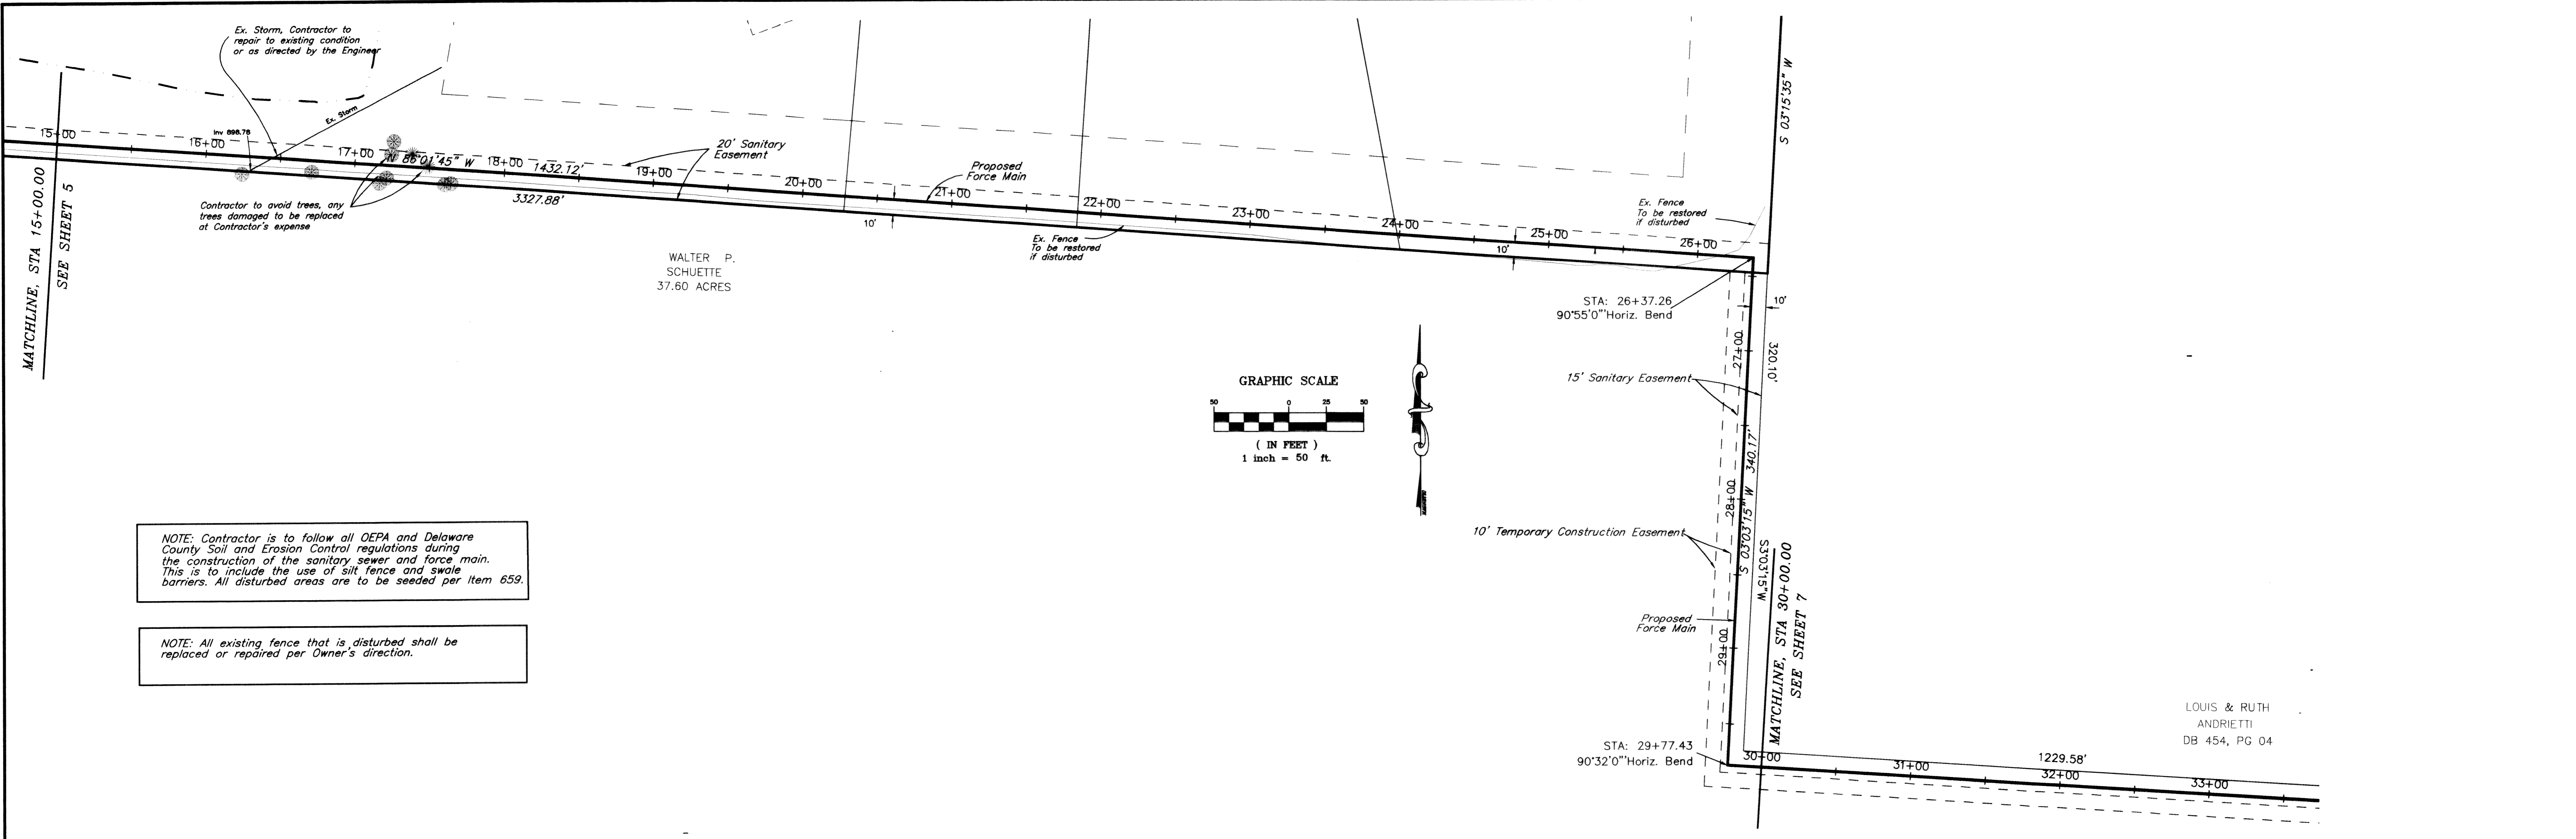 Ex. Storm, Contractor to
repair to existing condition
or as directed by the Engineer
S 03°15'35" W
Ex. Storm
15+00
Inv 898.76
16+00
17+00
N 86°01'45" W
18+00
1432.12'
19+00
20+00
21+00
22+00
23+00
24+00
25+00
26+00
20' Sanitary
Easement
Proposed
Force Main
Ex. Fence
To be restored
if disturbed
MATCHLINE, STA 15+00.00
SEE SHEET 5
Contractor to avoid trees, any
trees damaged to be replaced
at Contractor's expense
3327.88'
10'
Ex. Fence
To be restored
if disturbed
10'
WALTER P.
SCHUETTE
37.60 ACRES
STA: 26+37.26
90°55'0" Horiz. Bend
10'
27+00
320.10'
GRAPHIC SCALE
50 0 25 50
( IN FEET )
1 inch = 50 ft.
15' Sanitary Easement
340.17'
28+00
S 03°03'15" W
10' Temporary Construction Easement
S3°03'15"W
MATCHLINE, STA 30+00.00
SEE SHEET 7
NOTE: Contractor is to follow all OEPA and Delaware
County Soil and Erosion Control regulations during
the construction of the sanitary sewer and force main.
This is to include the use of silt fence and swale
barriers. All disturbed areas are to be seeded per Item 659.
Proposed
Force Main
29+00
NOTE: All existing fence that is disturbed shall be
replaced or repaired per Owner's direction.
LOUIS & RUTH
ANDRIETTI
DB 454, PG 04
STA: 29+77.43
90°32'0" Horiz. Bend
30+00
31+00
1229.58'
32+00
33+00